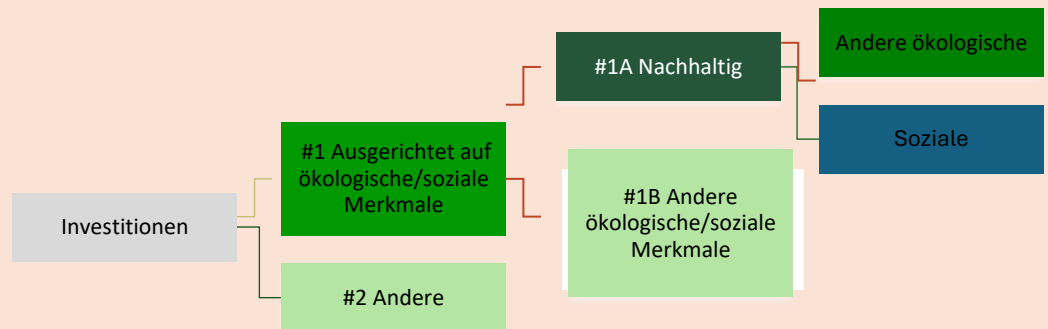 Investitionen
#1 Ausgerichtet auf
ökologische/soziale
Merkmale
#2 Andere
#1A Nachhaltig
#1B Andere
ökologische/soziale
Merkmale
Andere ökologische
Soziale